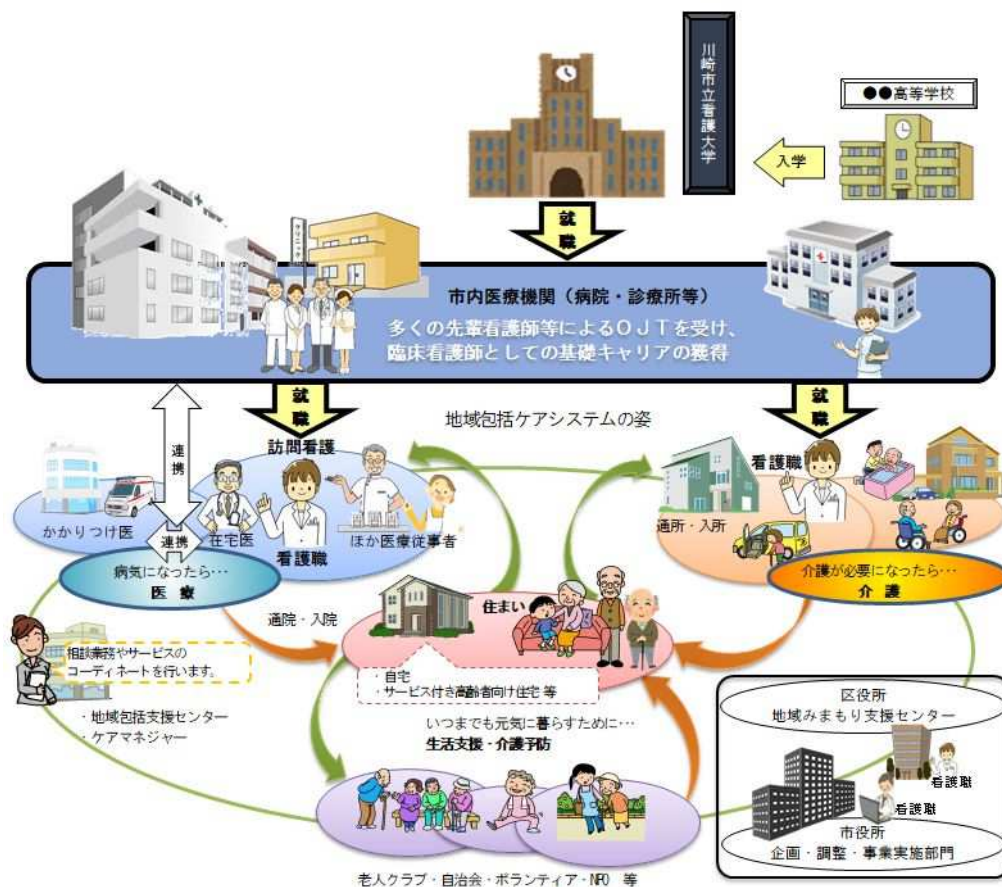 川崎市立看護大学
●●高等学校
入学
就職
クリニック
市内医療機関（病院・診療所等）
多くの先輩看護師等によるＯＪＴを受け、
臨床看護師としての基礎キャリアの獲得
就職
就職
連携
地域包括ケアシステムの姿
訪問看護
看護職
通所・入所
かかりつけ医
連携
在宅医
看護職
ほか医療従事者
病気になったら…
医 療
介護が必要になったら…
介 護
通院・入院
住まい
相談業務やサービスの
コーディネートを行います。
・自宅
・サービス付き高齢者向け住宅 等
・地域包括支援センター
・ケアマネジャー
いつまでも元気に暮らすために…
生活支援・介護予防
区役所
地域みまもり支援センター
看護職
看護職
市役所
企画・調整・事業実施部門
老人クラブ・自治会・ボランティア・NPO 等